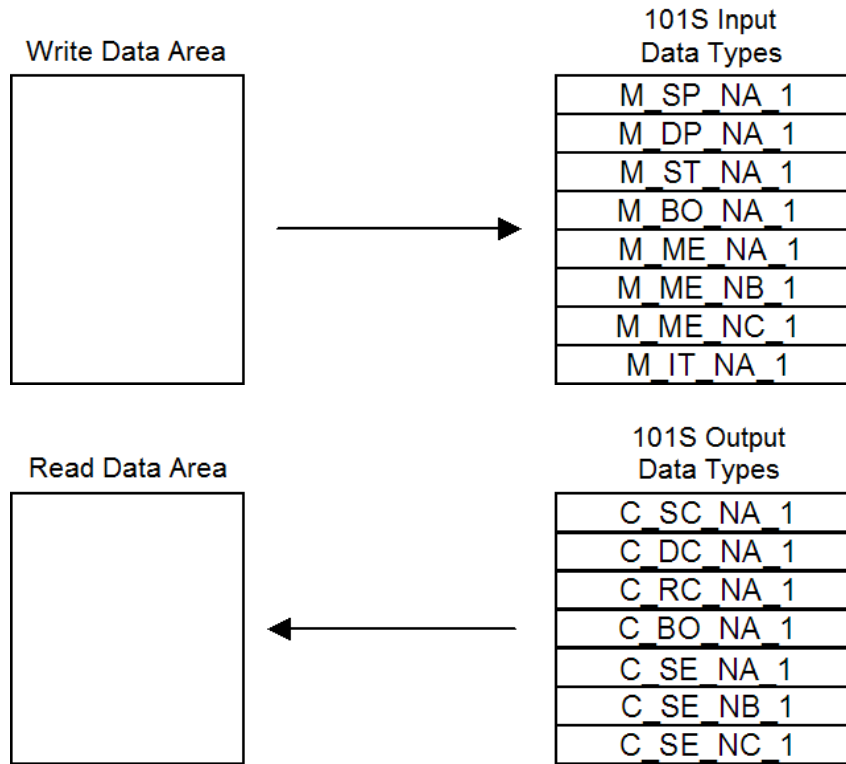 Write Data Area
101S Input
Data Types
M_SP_NA_1
M_DP_NA_1
M_ST_NA_1
M_BO_NA_1
M_ME_NA_1
M_ME_NB_1
M_ME_NC_1
M_IT_NA_1
Read Data Area
101S Output
Data Types
C_SC_NA_1
C_DC_NA_1
C_RC_NA_1
C_BO_NA_1
C_SE_NA_1
C_SE_NB_1
C_SE_NC_1